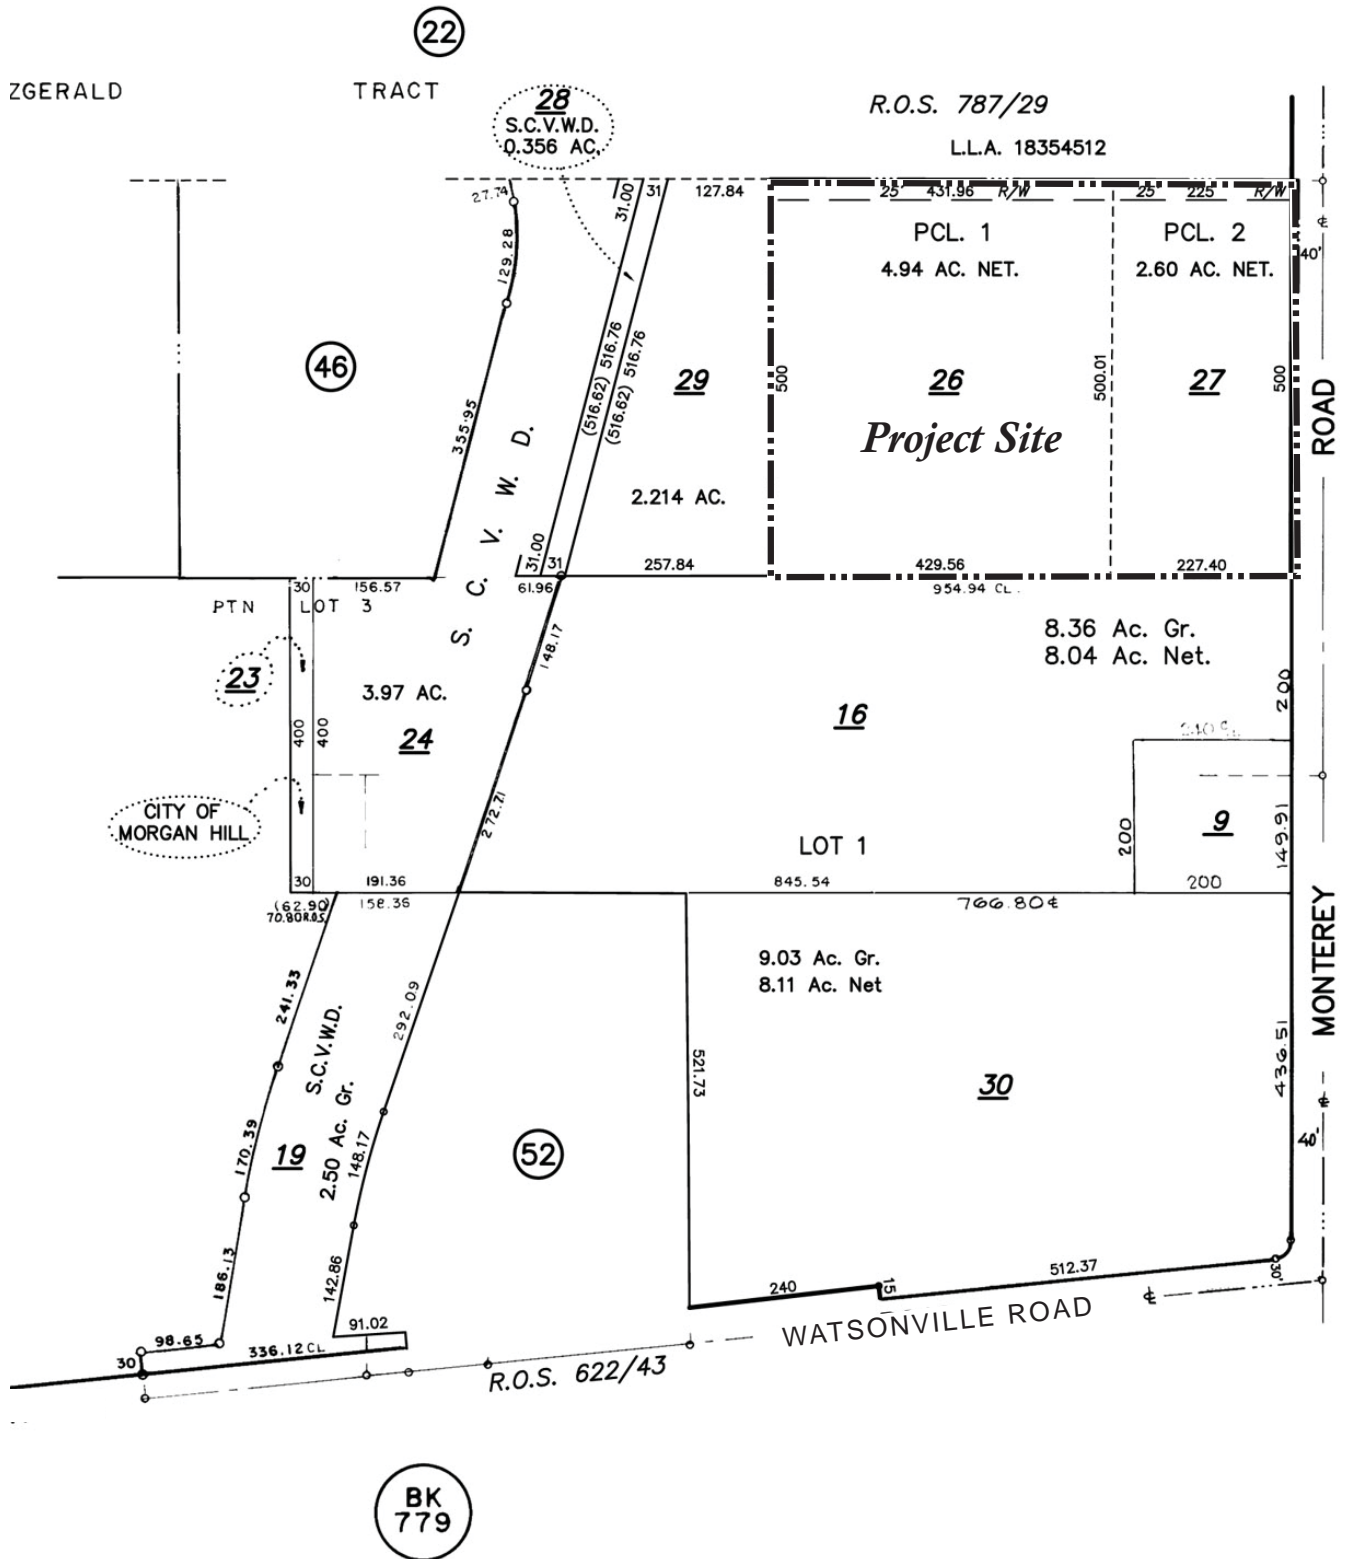 22
ZGERALD TRACT
28
S.C.V.W.D.
0.356 AC.
R.O.S. 787/29
L.L.A. 18354512
27.74
31.00
31
127.84
25 431.96 R/W
25 225 R/W
129.28
PCL. 1
4.94 AC. NET.
PCL. 2
2.60 AC. NET.
℄
40'
46
355.95
(516.62) 516.76
(516.62) 516.76
29
500
26
500.01
27
500
Project Site
ROAD
S. C. V. W. D.
2.214 AC.
31.00
31
257.84
429.56
227.40
30
156.57
61.96
954.94 CL.
PTN LOT 3
148.17
8.36 Ac. Gr.
8.04 Ac. Net.
23
3.97 AC.
24
400
400
16
200
CITY OF
MORGAN HILL
272.71
LOT 1
200
9
149.91
30
191.36
845.54
200
(62.90)
70.80 R.O.S.
158.36
766.80 ℄
MONTEREY
9.03 Ac. Gr.
8.11 Ac. Net
241.33
S.C.V.W.D.
2.50 Ac. Gr.
292.09
521.73
30
436.51
℄
40'
170.39
19
148.17
52
186.13
142.86
240
15
512.37
30'
℄
98.65
91.02
30
336.12 CL
WATSONVILLE ROAD
R.O.S. 622/43
BK
779